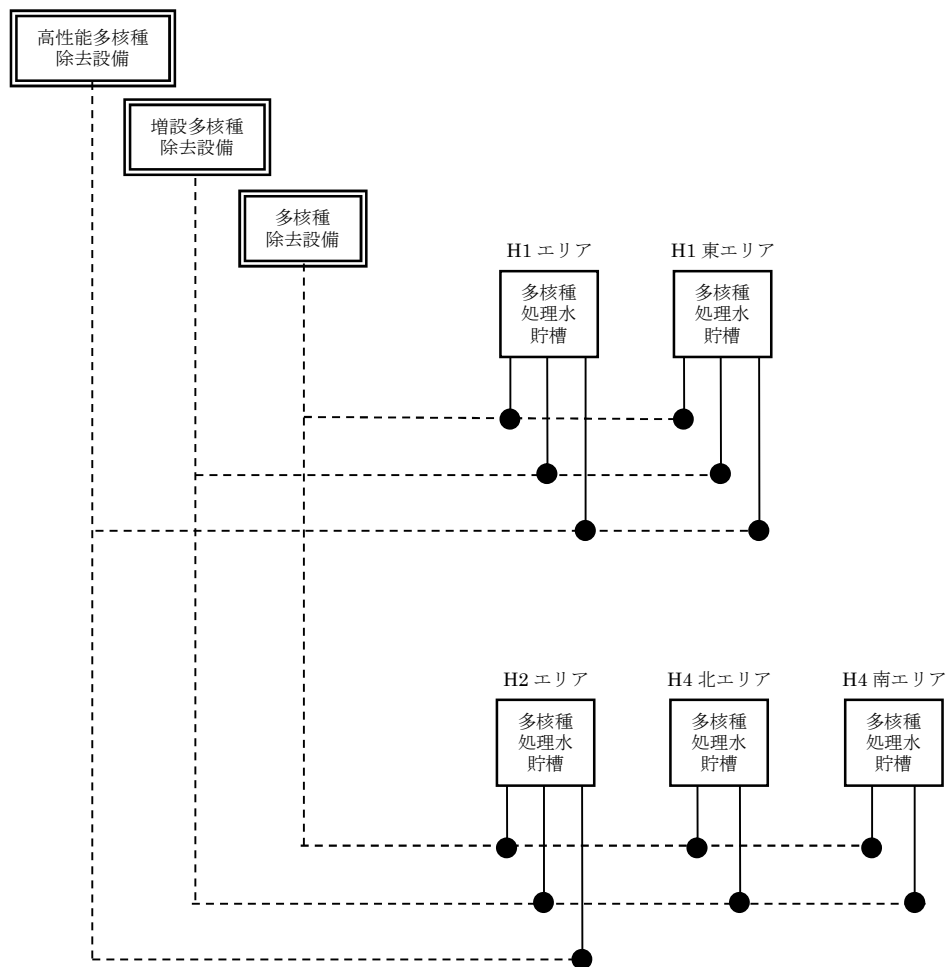 高性能多核種
除去設備
増設多核種
除去設備
多核種
除去設備
H1 エリア
多核種
処理水
貯槽
H1 東エリア
多核種
処理水
貯槽
H2 エリア
多核種
処理水
貯槽
H4 北エリア
多核種
処理水
貯槽
H4 南エリア
多核種
処理水
貯槽